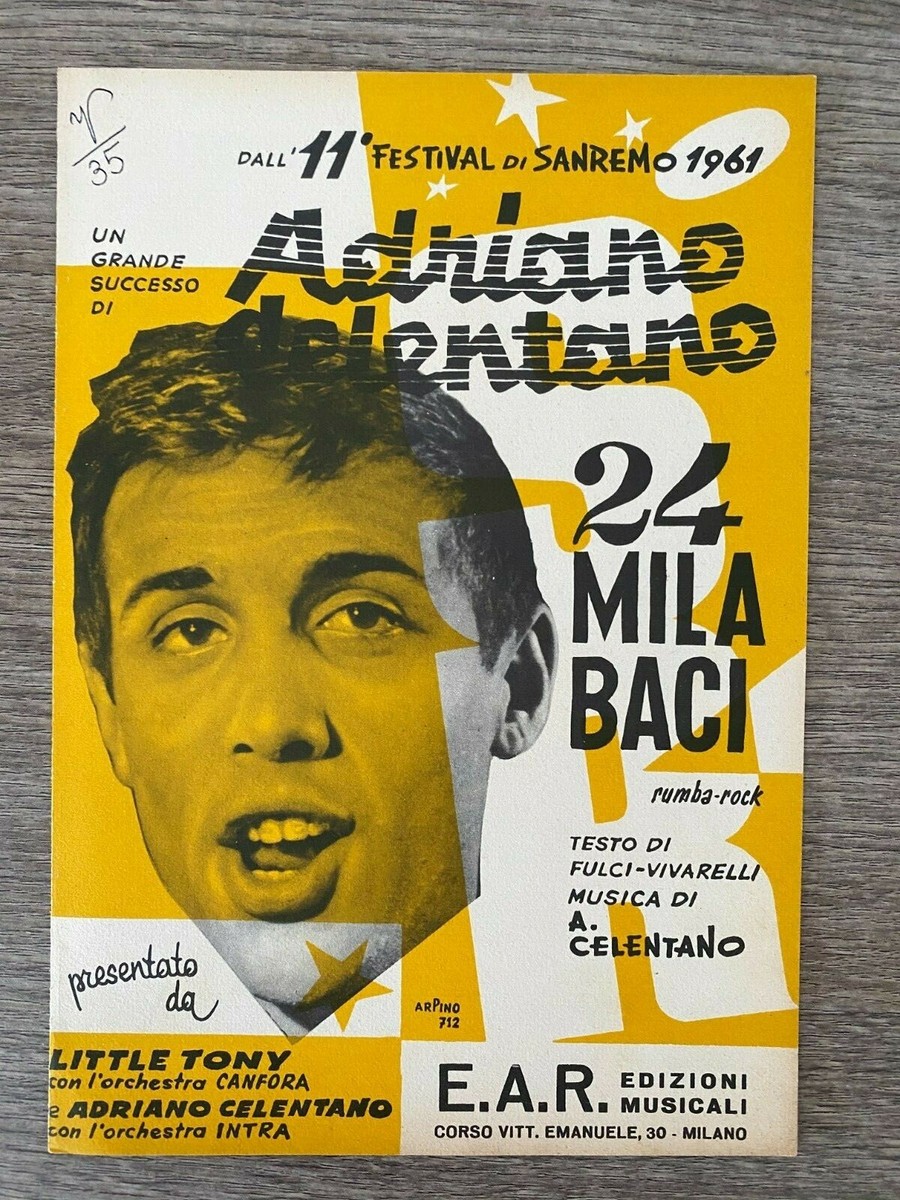 35
DALL'11° FESTIVAL DI SANREMO 1961
UN
GRANDE
SUCCESSO
DI
Adriano
Celentano
24
MILA
BACI
rumba-rock
TESTO DI
FULCI-VIVARELLI
MUSICA DI
A.
CELENTANO
presentato
da
ARPINO
712
LITTLE TONY
con l'orchestra CANFORA
e ADRIANO CELENTANO
con l'orchestra INTRA
E.A.R. EDIZIONI
MUSICALI
CORSO VITT. EMANUELE, 30 - MILANO